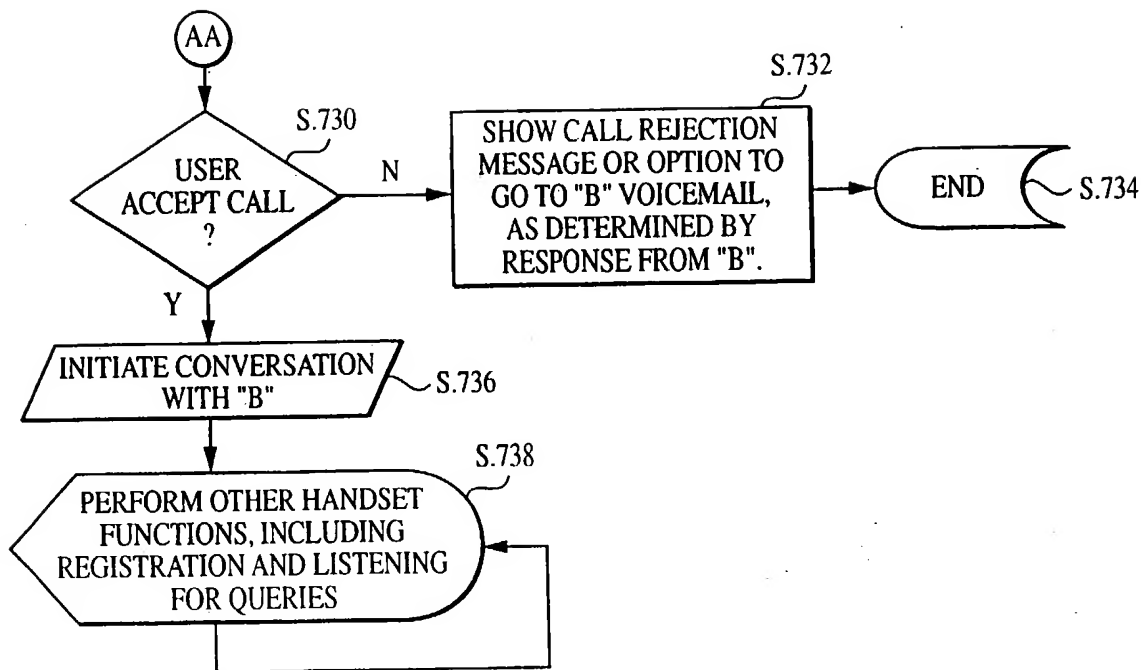 AA
S.730
USER
ACCEPT CALL
?
N
Y
S.732
SHOW CALL REJECTION
MESSAGE OR OPTION TO
GO TO "B" VOICEMAIL,
AS DETERMINED BY
RESPONSE FROM "B".
END
S.734
INITIATE CONVERSATION
WITH "B"
S.736
S.738
PERFORM OTHER HANDSET
FUNCTIONS, INCLUDING
REGISTRATION AND LISTENING
FOR QUERIES